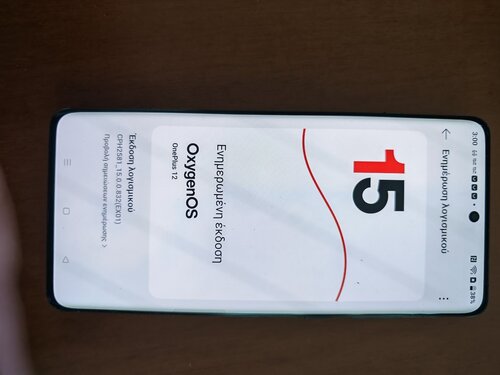 3:00
38%
Ενημέρωση λογισμικού
15
Ενημερωμένη έκδοση
OxygenOS
OnePlus 12
Έκδοση λογισμικού
CPH2581_15.0.0.832(EX01)
Προβολή σημειώσεων ενημέρωσης >